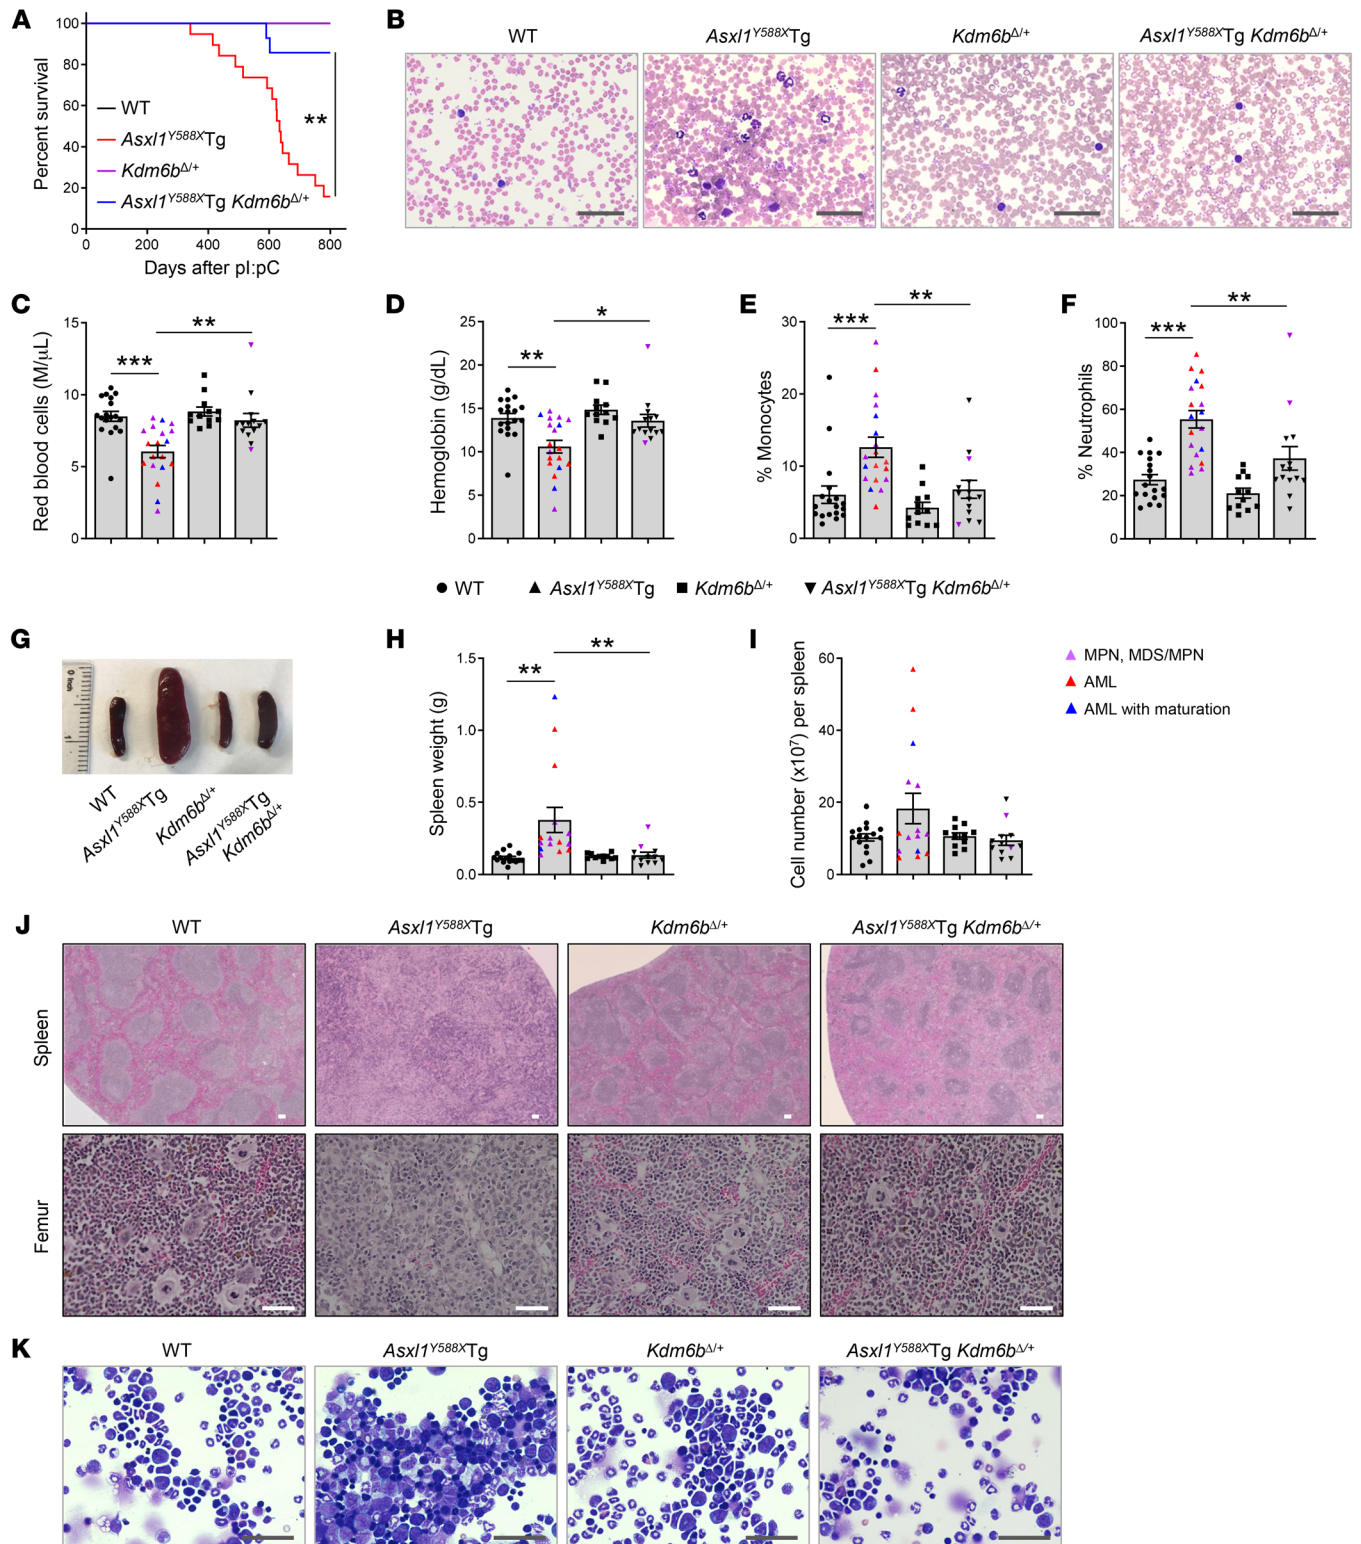 A
Percent survival
100
80
60
40
20
0
WT
Asxl1Y588XTg
Kdm6bΔ/+
Asxl1Y588XTg Kdm6bΔ/+
**
0 200 400 600 800
Days after pI:pC
B
WT
Asxl1Y588XTg
Kdm6bΔ/+
Asxl1Y588XTg Kdm6bΔ/+
C
Red blood cells (M/μL)
15
10
5
0
***
**
D
Hemoglobin (g/dL)
25
20
15
10
5
0
**
*
E
% Monocytes
30
20
10
0
***
**
F
% Neutrophils
100
80
60
40
20
0
***
**
WT Asxl1Y588XTg Kdm6bΔ/+ Asxl1Y588XTg Kdm6bΔ/+
G
0 inch
1
WT
Asxl1Y588XTg
Kdm6bΔ/+
Asxl1Y588XTg
Kdm6bΔ/+
H
Spleen weight (g)
1.5
1.0
0.5
0.0
**
**
I
Cell number (x10⁷) per spleen
60
40
20
0
MPN, MDS/MPN
AML
AML with maturation
J
WT
Asxl1Y588XTg
Kdm6bΔ/+
Asxl1Y588XTg Kdm6bΔ/+
Spleen
Femur
K
WT
Asxl1Y588XTg
Kdm6bΔ/+
Asxl1Y588XTg Kdm6bΔ/+